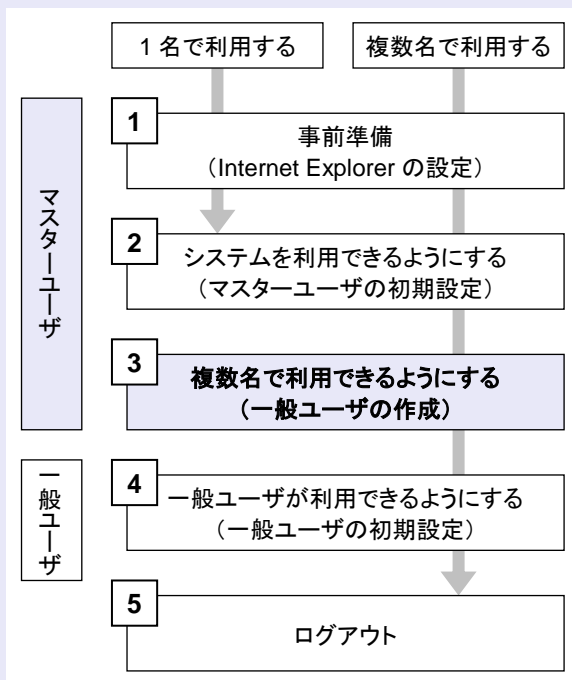 1 名で利用する
複数名で利用する
マスターユーザ
1
事前準備
（Internet Explorer の設定）
2
システムを利用できるようにする
（マスターユーザの初期設定）
3
複数名で利用できるようにする
（一般ユーザの作成）
一般ユーザ
4
一般ユーザが利用できるようにする
（一般ユーザの初期設定）
5
ログアウト